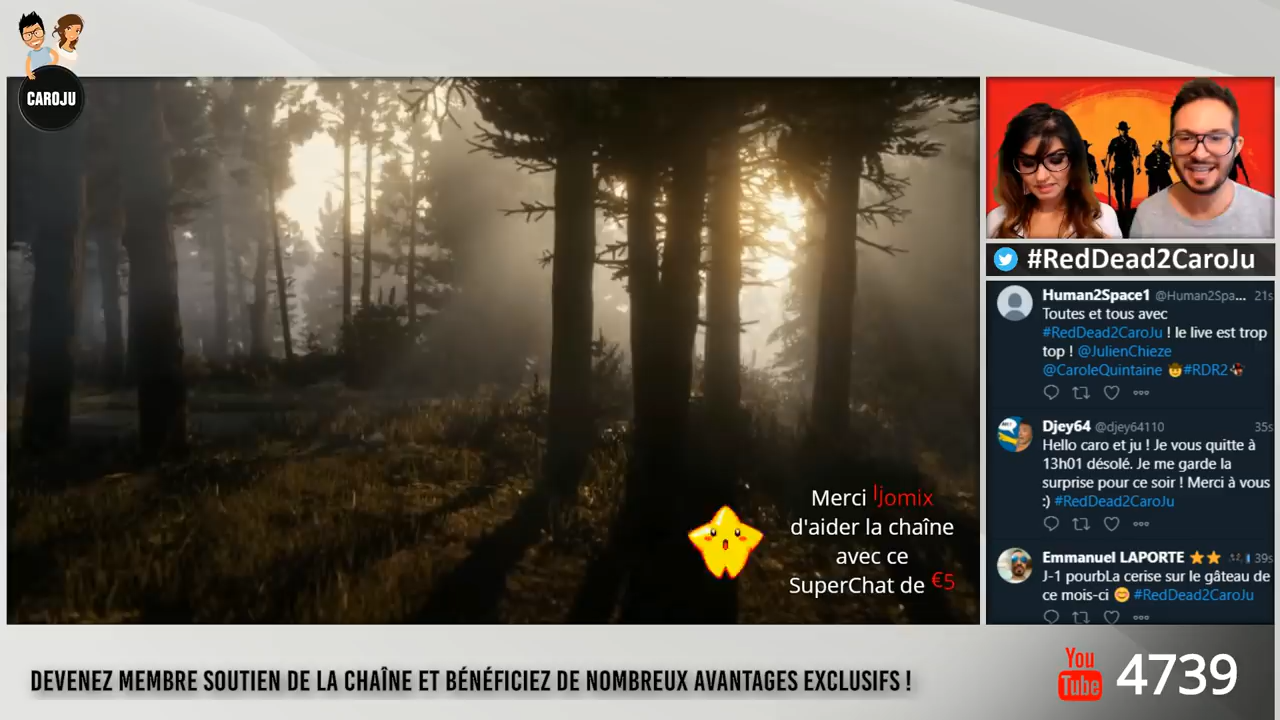 CAROJU
Merci ljomix
d'aider la chaîne
avec ce
SuperChat de €5
#RedDead2CaroJu
Human2Space1 @Human2Spa... 21s
Toutes et tous avec
#RedDead2CaroJu ! le live est trop
top ! @JulienChieze
@CaroleQuintaine 🤠#RDR2
Djey64 @djey64110 35s
Hello caro et ju ! Je vous quitte à
13h01 désolé. Je me garde la
surprise pour ce soir ! Merci à vous
:) #RedDead2CaroJu
Emmanuel LAPORTE ⭐⭐ 39s
J-1 pourbLa cerise sur le gâteau de
ce mois-ci 😊 #RedDead2CaroJu
DEVENEZ MEMBRE SOUTIEN DE LA CHAÎNE ET BÉNÉFICIEZ DE NOMBREUX AVANTAGES EXCLUSIFS !
You
Tube
4739